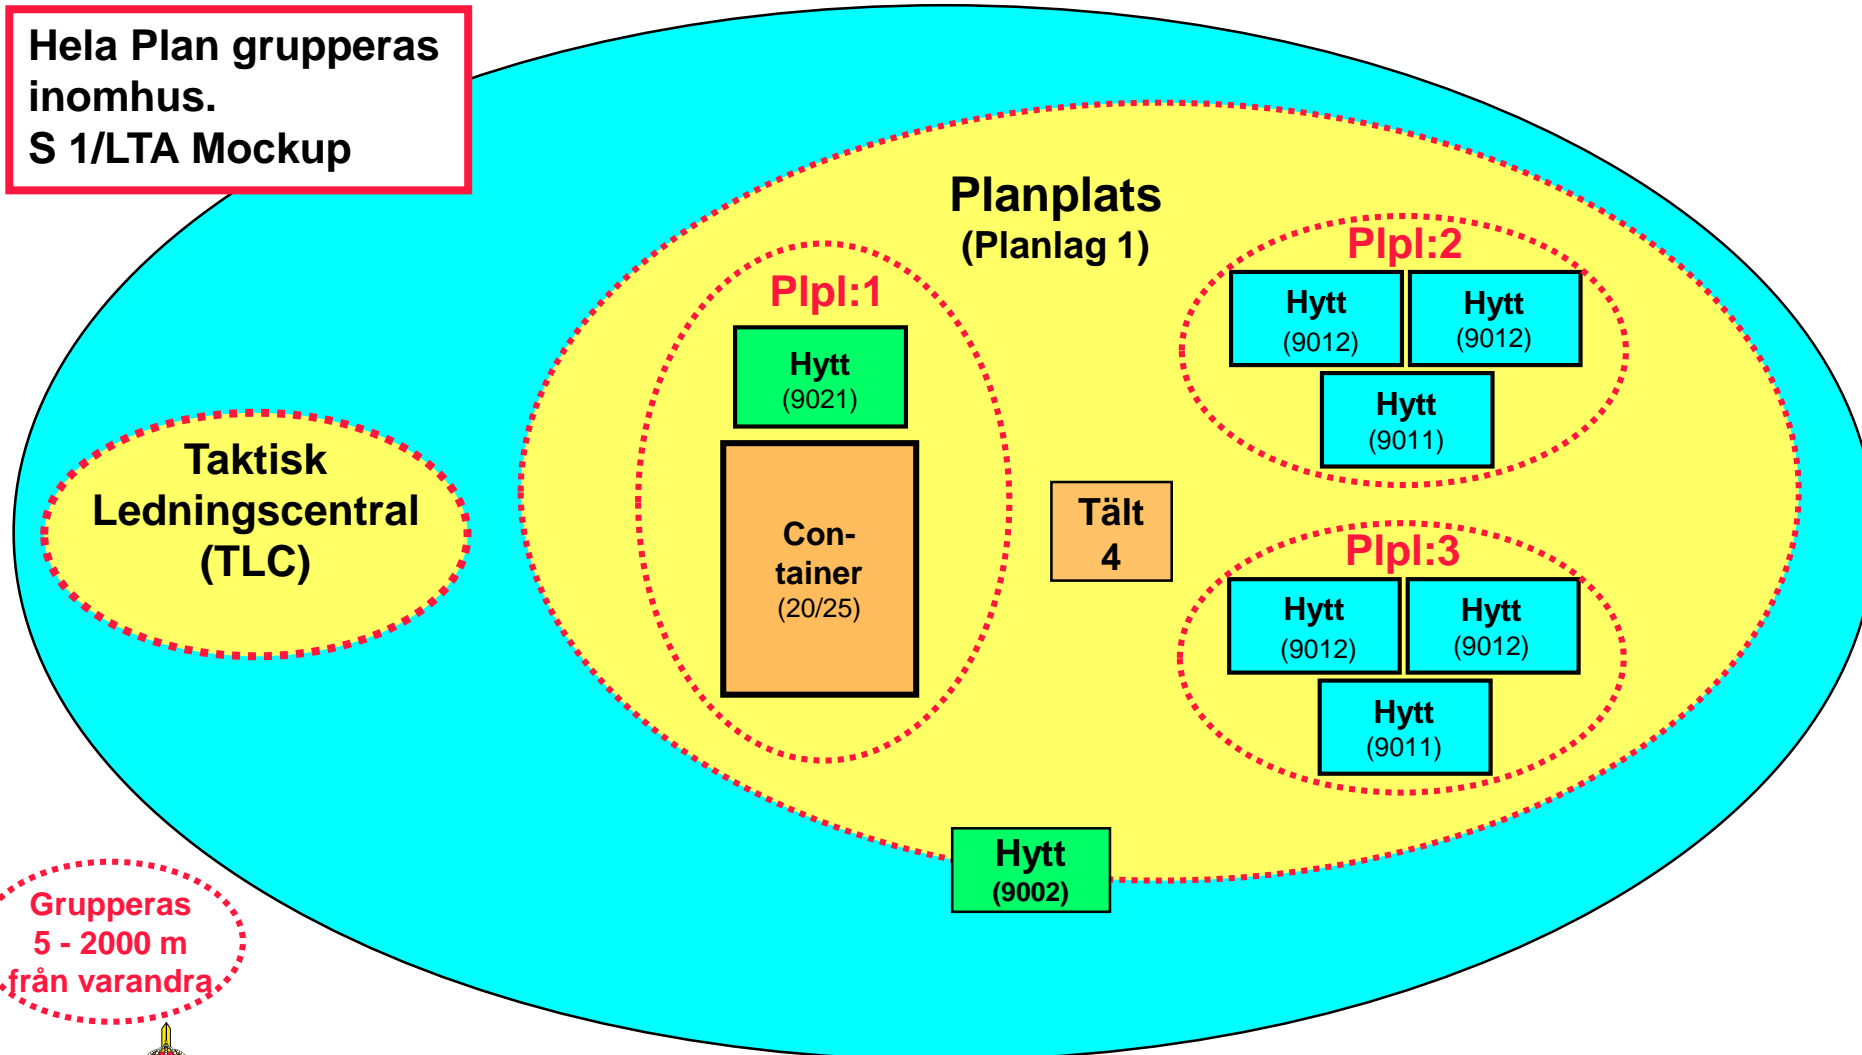 Hela Plan grupperas
inomhus.
S 1/LTA Mockup
Planplats
(Planlag 1)
Plpl:1
Hytt
(9021)
Con-
tainer
(20/25)
Tält
4
Plpl:2
Hytt
(9012)
Hytt
(9012)
Hytt
(9011)
Plpl:3
Hytt
(9012)
Hytt
(9012)
Hytt
(9011)
Hytt
(9002)
Taktisk
Ledningscentral
(TLC)
Grupperas
5 - 2000 m
från varandra